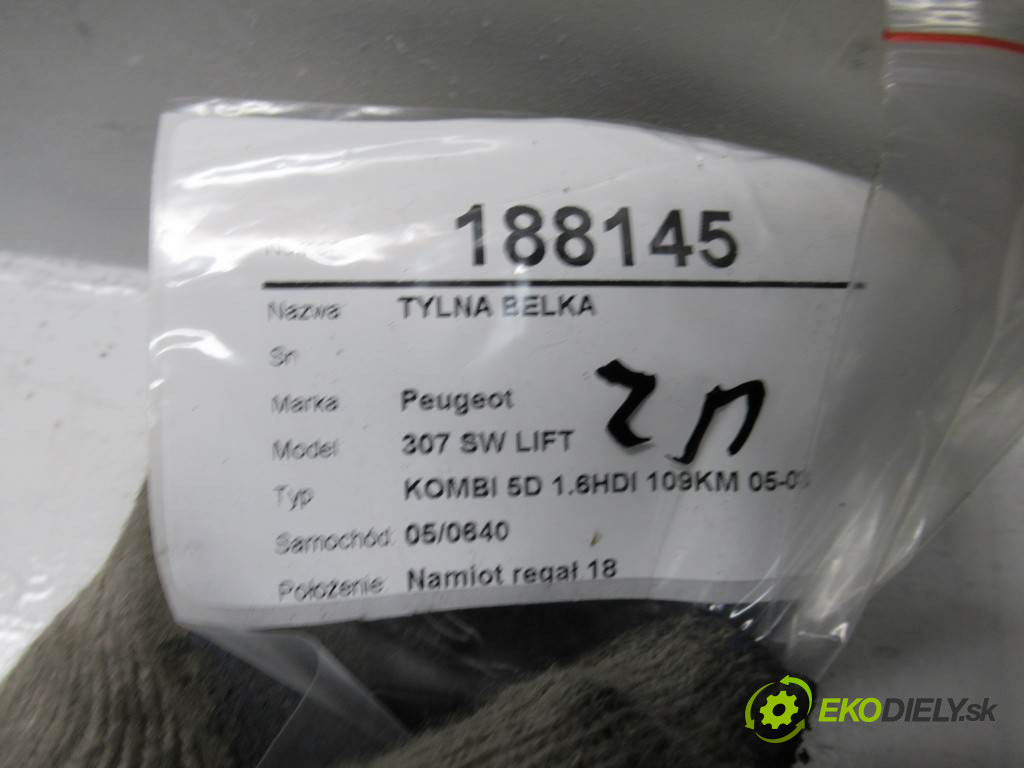 188145
Nazwa TYLNA BELKA
Sn
Marka Peugeot
Model 307 SW LIFT
Typ KOMBI 5D 1.6HDI 109KM 05-
Samochód: 05/0640
Położenie: Namiot regał 18
EKODIELY.sk